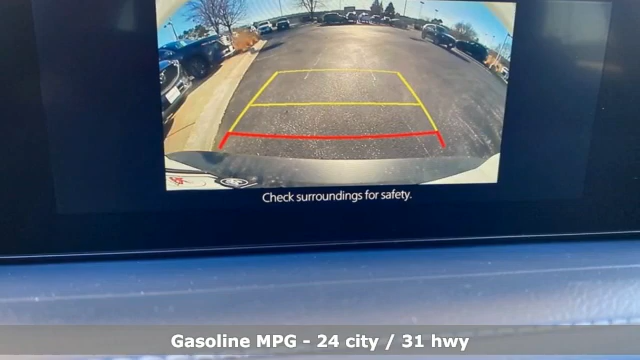 Check surroundings for safety.
Gasoline MPG - 24 city / 31 hwy